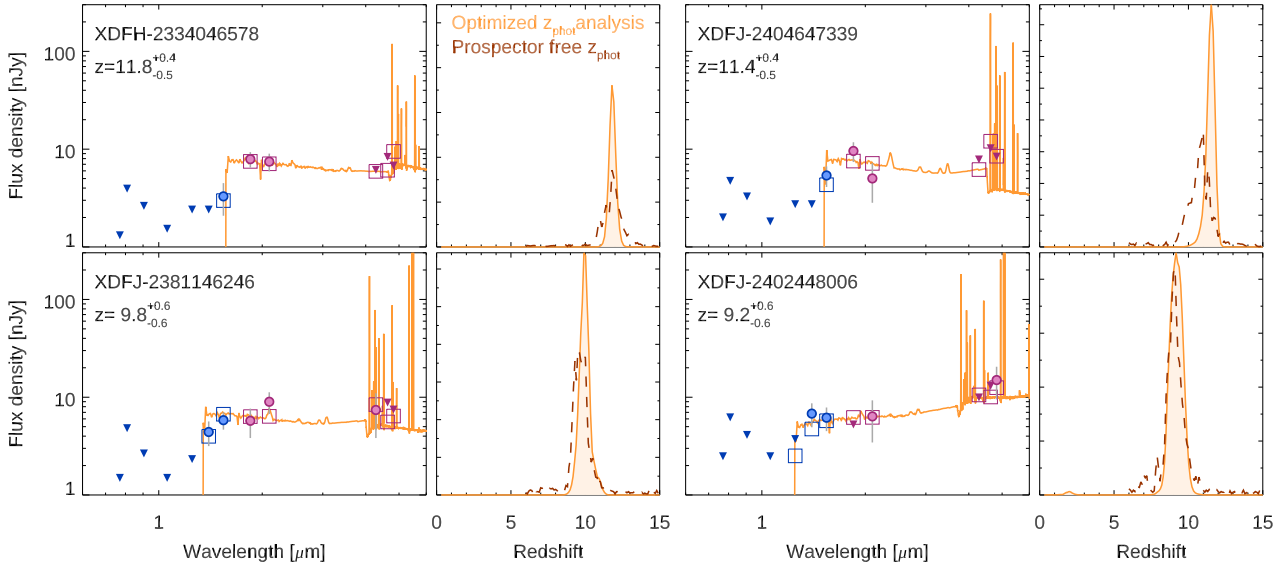 Flux density [nJy]
100
10
1
XDFH-2334046578
z=11.8+0.4-0.5
Optimized zphot analysis
Prospector free zphot
XDFJ-2404647339
z=11.4+0.4-0.5
Flux density [nJy]
100
10
1
XDFJ-2381146246
z= 9.8+0.6-0.6
XDFJ-2402448006
z= 9.2+0.6-0.6
1
0 5 10 15
1
0 5 10 15
Wavelength [μm]
Redshift
Wavelength [μm]
Redshift